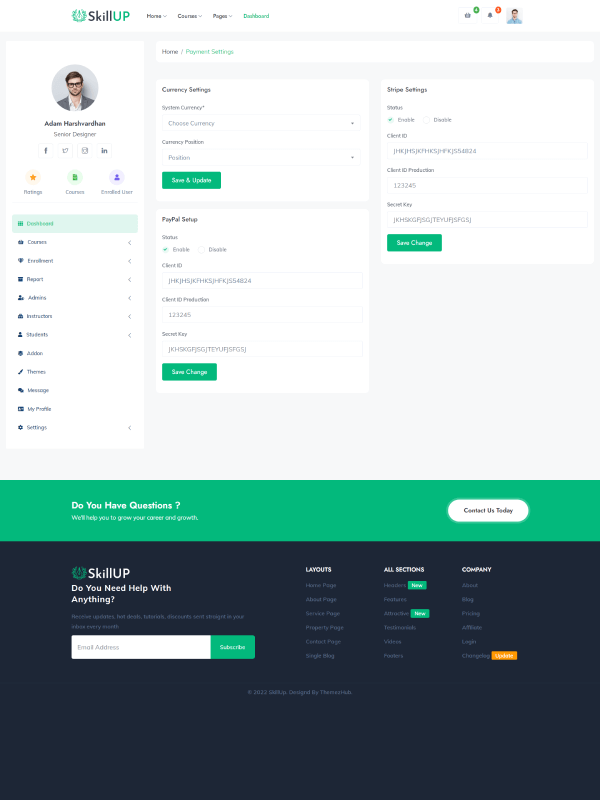 SkillUP
Home
Courses
Pages
Dashboard
Adam Harshvardhan
Senior Designer
Ratings
Courses
Enrolled User
Dashboard
Courses
Enrollment
Report
Admins
Instructors
Students
Addon
Themes
Message
My Profile
Settings
Home / Payment Settings
Currency Settings
System Currency*
Choose Currency
Currency Position
Position
Save & Update
PayPal Setup
Status
Enable Disable
Client ID
JHKJHSJKFHKSJHFKJS54824
Client ID Production
123245
Secret Key
JKHSKGFJSGJTEYUFJSFGSJ
Save Change
Stripe Settings
Status
Enable Disable
Client ID
JHKJHSJKFHKSJHFKJS54824
Client ID Production
123245
Secret Key
JKHSKGFJSGJTEYUFJSFGSJ
Save Change
Do You Have Questions ?
We'll help you to grow your career and growth.
Contact Us Today
SkillUP
Do You Need Help With
Anything?
Receive updates, hot deals, tutorials, discounts sent straignt in your
inbox every month
Email Address
Subscribe
LAYOUTS
Home Page
About Page
Service Page
Property Page
Contact Page
Single Blog
ALL SECTIONS
Headers New
Features
Attractive New
Testimonials
Videos
Footers
COMPANY
About
Blog
Pricing
Affiliate
Login
Changelog Update
© 2022 SkillUp. Designd By ThemesHub.